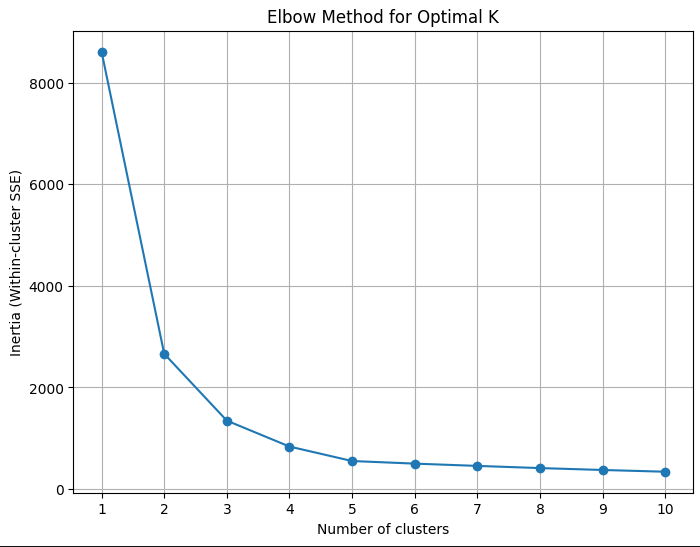 Elbow Method for Optimal K
Inertia (Within-cluster SSE)
8000
6000
4000
2000
0
1 2 3 4 5 6 7 8 9 10
Number of clusters